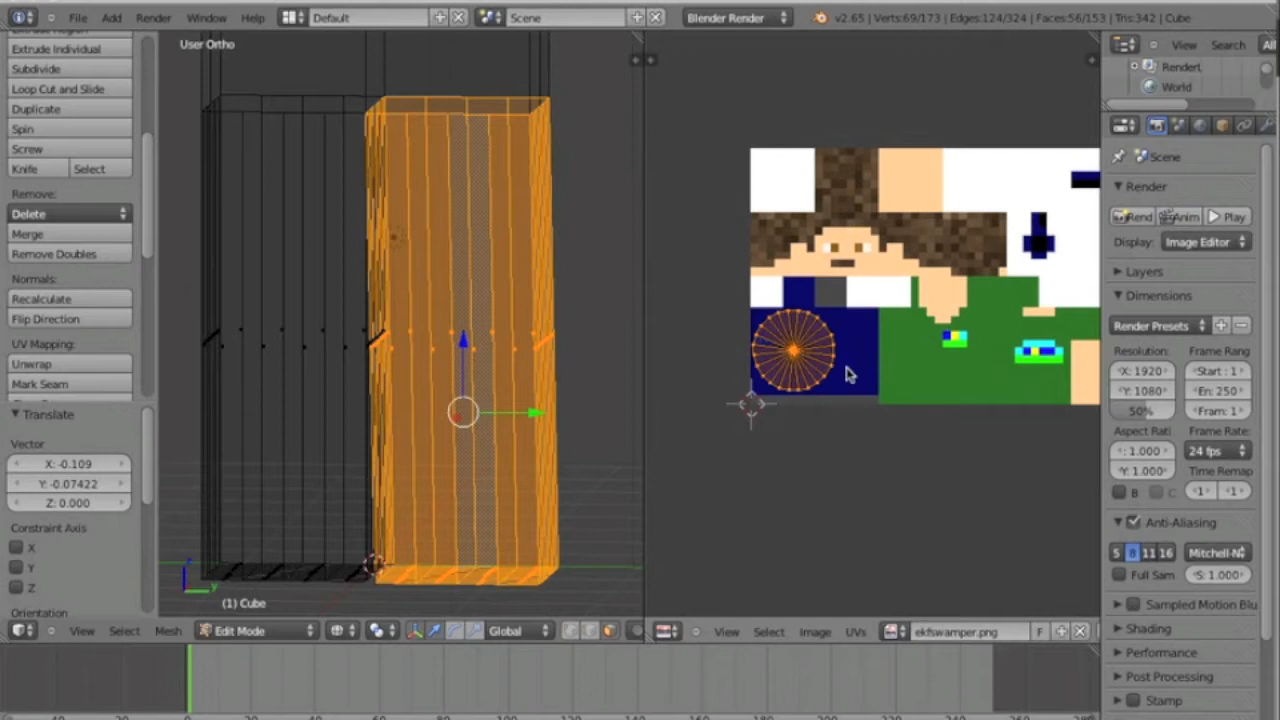 File Add Render Window Help Default Scene Blender Render v2.65 | Verts:69/173 | Edges:124/324 | Faces:56/153 | Tris:342 | Cube
User Ortho
Extrude Individual
Subdivide
Loop Cut and Slide
Duplicate
Spin
Screw
Knife Select
Remove:
Delete
Merge
Remove Doubles
Normals:
Recalculate
Flip Direction
UV Mapping:
Unwrap
Mark Seam
Translate
Vector
X: -0.109
Y: -0.07422
Z: 0.000
Constraint Axis
X
Y
Z
Orientation
z
y
(1) Cube
View Select Mesh Edit Mode Global
View Select Image UVs ekfswamper.png F
View Search All
RenderL
World
Scene
Render
Rend Anim Play
Display: Image Editor
Layers
Dimensions
Render Presets
Resolution: Frame Rang
X: 1920 Start : 1
Y: 1080 En: 250
50% Fram: 1
Aspect Rati Frame Rate:
: 1.000 24 fps
Y: 1.000 Time Remap
B C 1 1
Anti-Aliasing
5 8 11 16 Mitchell-N
Full Sam S: 1.000
Sampled Motion Blu
Shading
Performance
Post Processing
Stamp